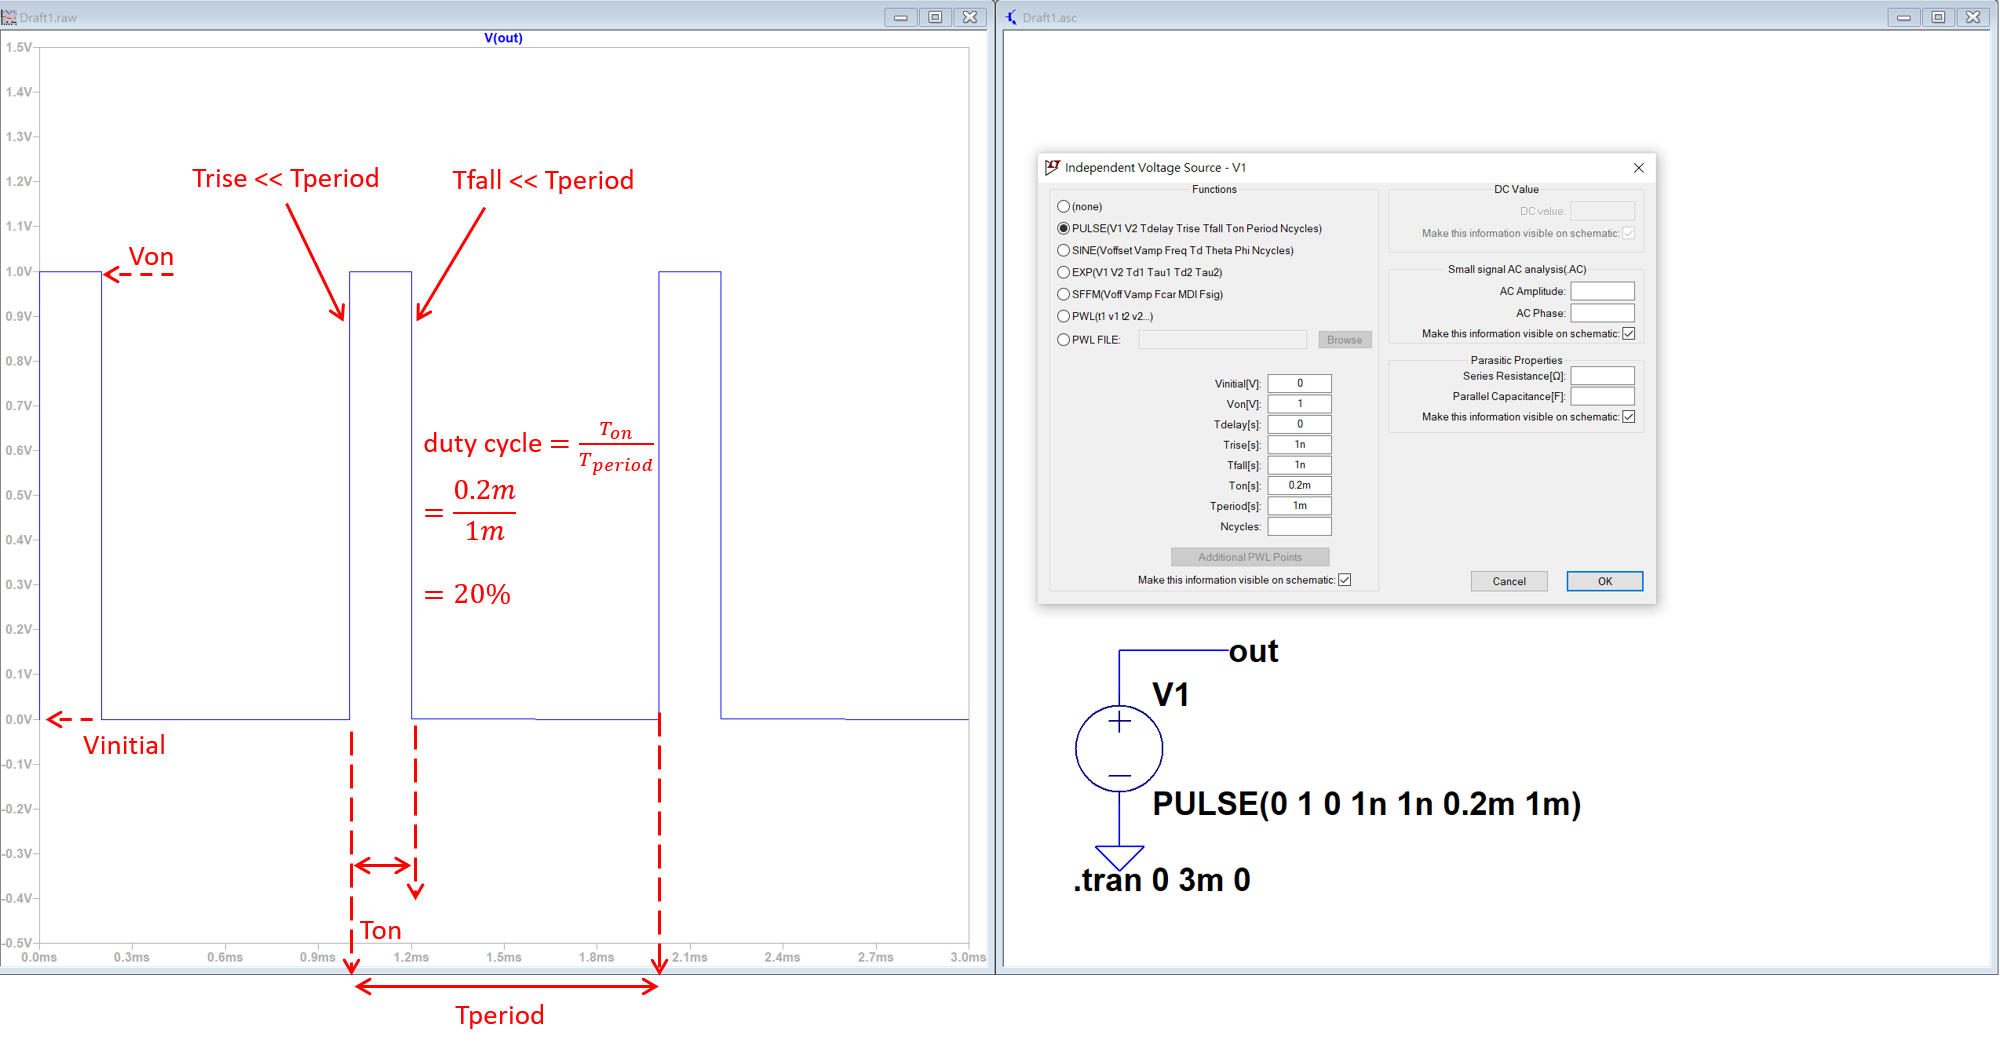 Draft1.raw
V(out)
1.5V
1.4V
1.3V
1.2V
1.1V
1.0V
0.9V
0.8V
0.7V
0.6V
0.5V
0.4V
0.3V
0.2V
0.1V
0.0V
-0.1V
-0.2V
-0.3V
-0.4V
-0.5V
0.0ms 0.3ms 0.6ms 0.9ms 1.2ms 1.5ms 1.8ms 2.1ms 2.4ms 2.7ms 3.0ms
Trise << Tperiod
Tfall << Tperiod
Von
duty cycle = Ton / Tperiod
= 0.2m / 1m
= 20%
Vinitial
Ton
Tperiod
Draft1.asc
Independent Voltage Source - V1
Functions
(none)
PULSE(V1 V2 Tdelay Trise Tfall Ton Period Ncycles)
SINE(Voffset Vamp Freq Td Theta Phi Ncycles)
EXP(V1 V2 Td1 Tau1 Td2 Tau2)
SFFM(Voff Vamp Fcar MDI Fsig)
PWL(t1 v1 t2 v2...)
PWL FILE: Browse
Vinitial[V]: 0
Von[V]: 1
Tdelay[s]: 0
Trise[s]: 1n
Tfall[s]: 1n
Ton[s]: 0.2m
Tperiod[s]: 1m
Ncycles:
Additional PWL Points
Make this information visible on schematic:
DC Value
DC value:
Make this information visible on schematic:
Small signal AC analysis(.AC)
AC Amplitude:
AC Phase:
Make this information visible on schematic:
Parasitic Properties
Series Resistance[Ω]:
Parallel Capacitance[F]:
Make this information visible on schematic:
Cancel OK
out
V1
PULSE(0 1 0 1n 1n 0.2m 1m)
.tran 0 3m 0